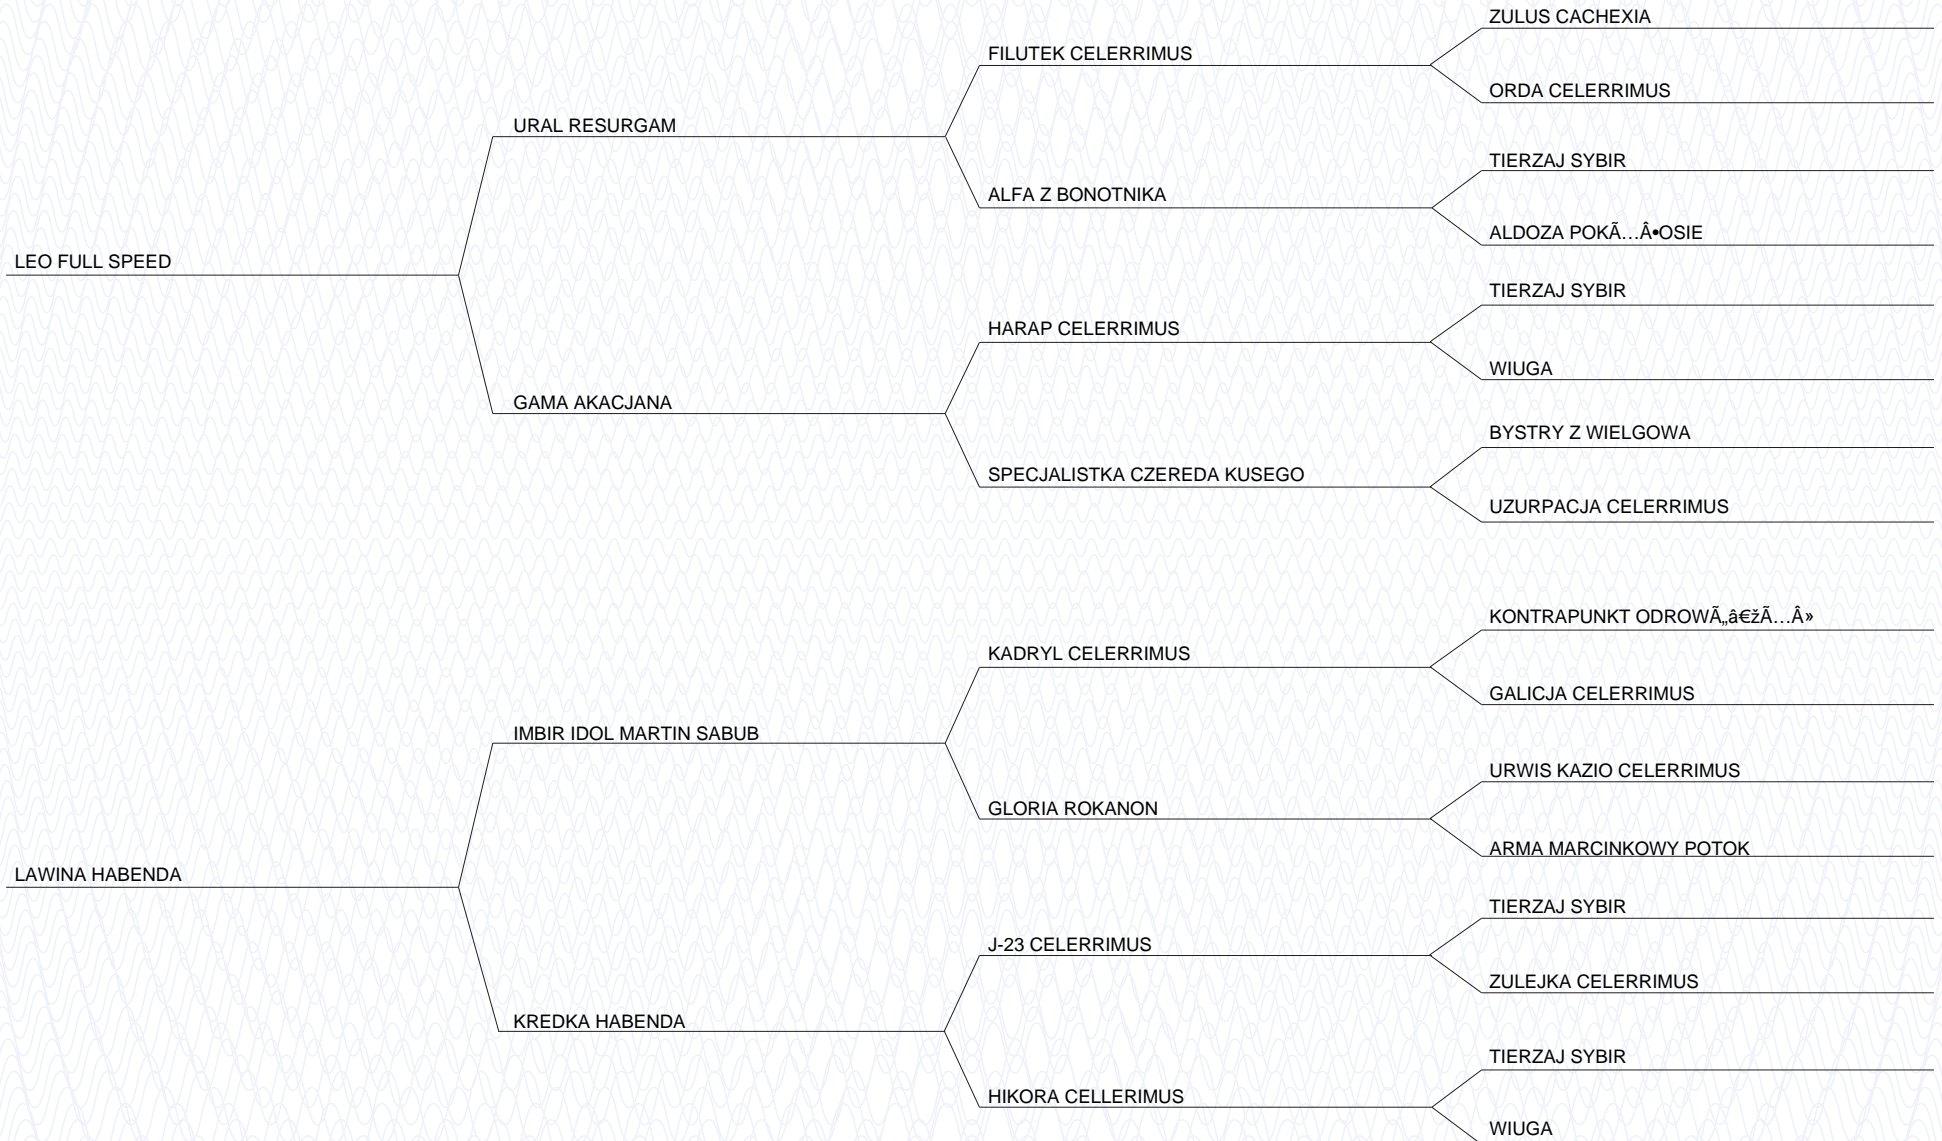 ZULUS CACHEXIA
FILUTEK CELERRIMUS
ORDA CELERRIMUS
URAL RESURGAM
TIERZAJ SYBIR
ALFA Z BONOTNIKA
ALDOZA POKÃ…Â•OSIE
LEO FULL SPEED
TIERZAJ SYBIR
HARAP CELERRIMUS
WIUGA
GAMA AKACJANA
BYSTRY Z WIELGOWA
SPECJALISTKA CZEREDA KUSEGO
UZURPACJA CELERRIMUS
KONTRAPUNKT ODROWÃ„â€žÃ…Â»
KADRYL CELERRIMUS
GALICJA CELERRIMUS
IMBIR IDOL MARTIN SABUB
URWIS KAZIO CELERRIMUS
GLORIA ROKANON
ARMA MARCINKOWY POTOK
LAWINA HABENDA
TIERZAJ SYBIR
J-23 CELERRIMUS
ZULEJKA CELERRIMUS
KREDKA HABENDA
TIERZAJ SYBIR
HIKORA CELLERIMUS
WIUGA